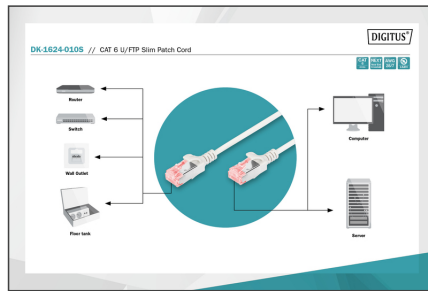 DIGITUS®
DK-1624-010S // CAT 6 U/FTP Slim Patch Cord
Router
Switch
Wall Outlet
Floor tank
Computer
Server